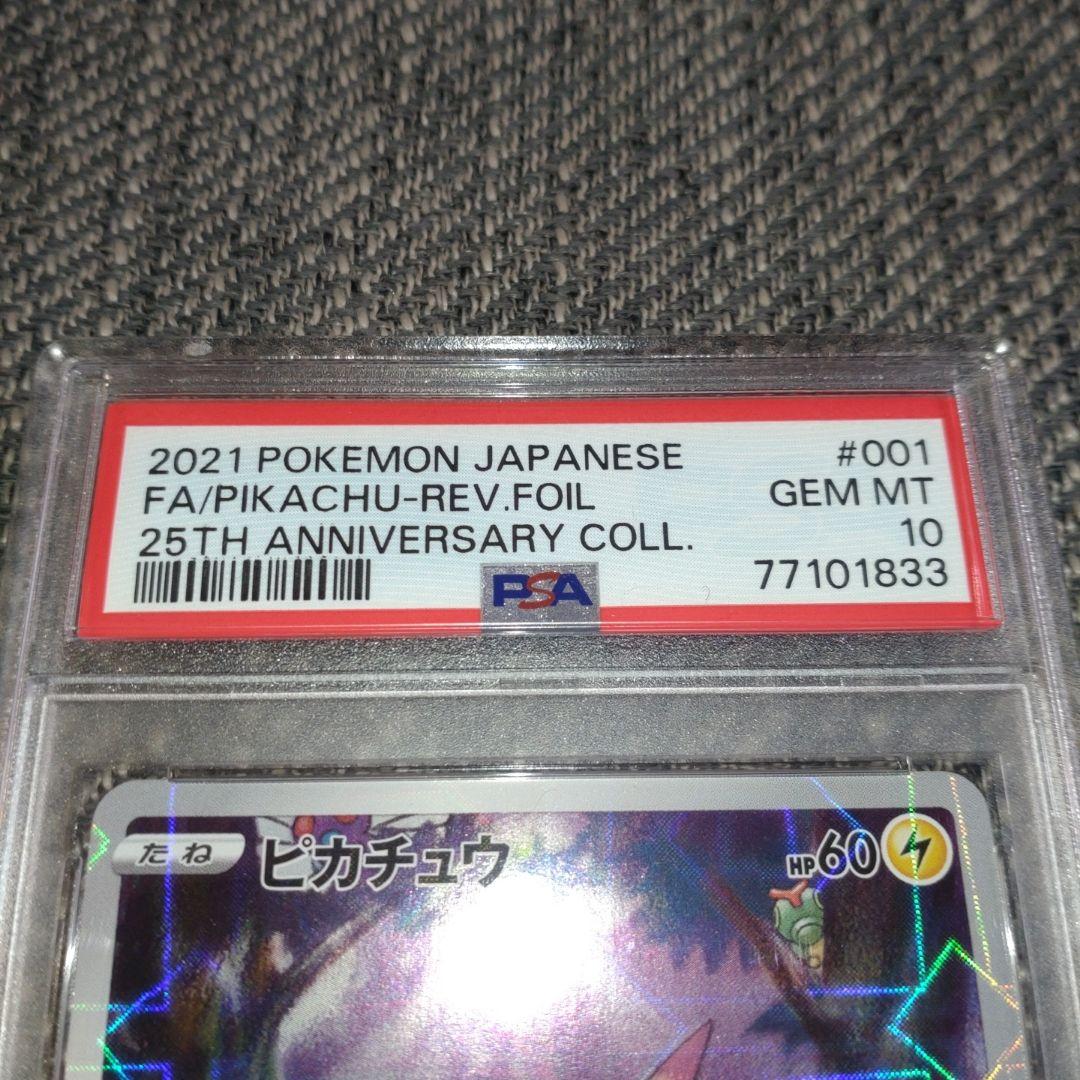 2021 POKEMON JAPANESE #001
FA/PIKACHU-REV.FOIL GEM MT
25TH ANNIVERSARY COLL. 10
PSA 77101833
たね ピカチュウ HP60